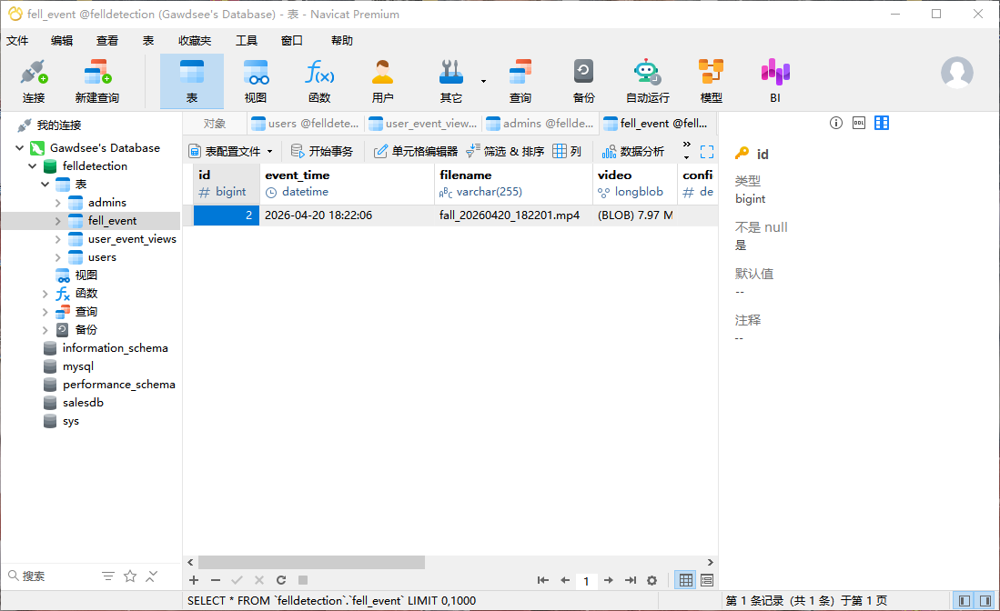 fell_event @felldetection (Gawdsee's Database) - 表 - Navicat Premium
文件 编辑 查看 表 收藏夹 工具 窗口 帮助
连接 新建查询 表 视图 函数 用户 其它 查询 备份 自动运行 模型 BI
我的连接
Gawdsee's Database
felldetection
表
admins
fell_event
user_event_views
users
视图
函数
查询
备份
information_schema
mysql
performance_schema
salesdb
sys
搜索
对象 users @felldete... user_event_view... admins @fellde... fell_event @fell...
表配置文件 开始事务 单元格编辑器 筛选 & 排序 列 数据分析
id event_time filename video confi
# bigint datetime varchar(255) longblob # de
2 2026-04-20 18:22:06 fall_20260420_182201.mp4 (BLOB) 7.97 M
1
SELECT * FROM `felldetection`.`fell_event` LIMIT 0,1000
第 1 条记录 (共 1 条) 于第 1 页
DDL
id
类型
bigint
不是 null
是
默认值
--
注释
--